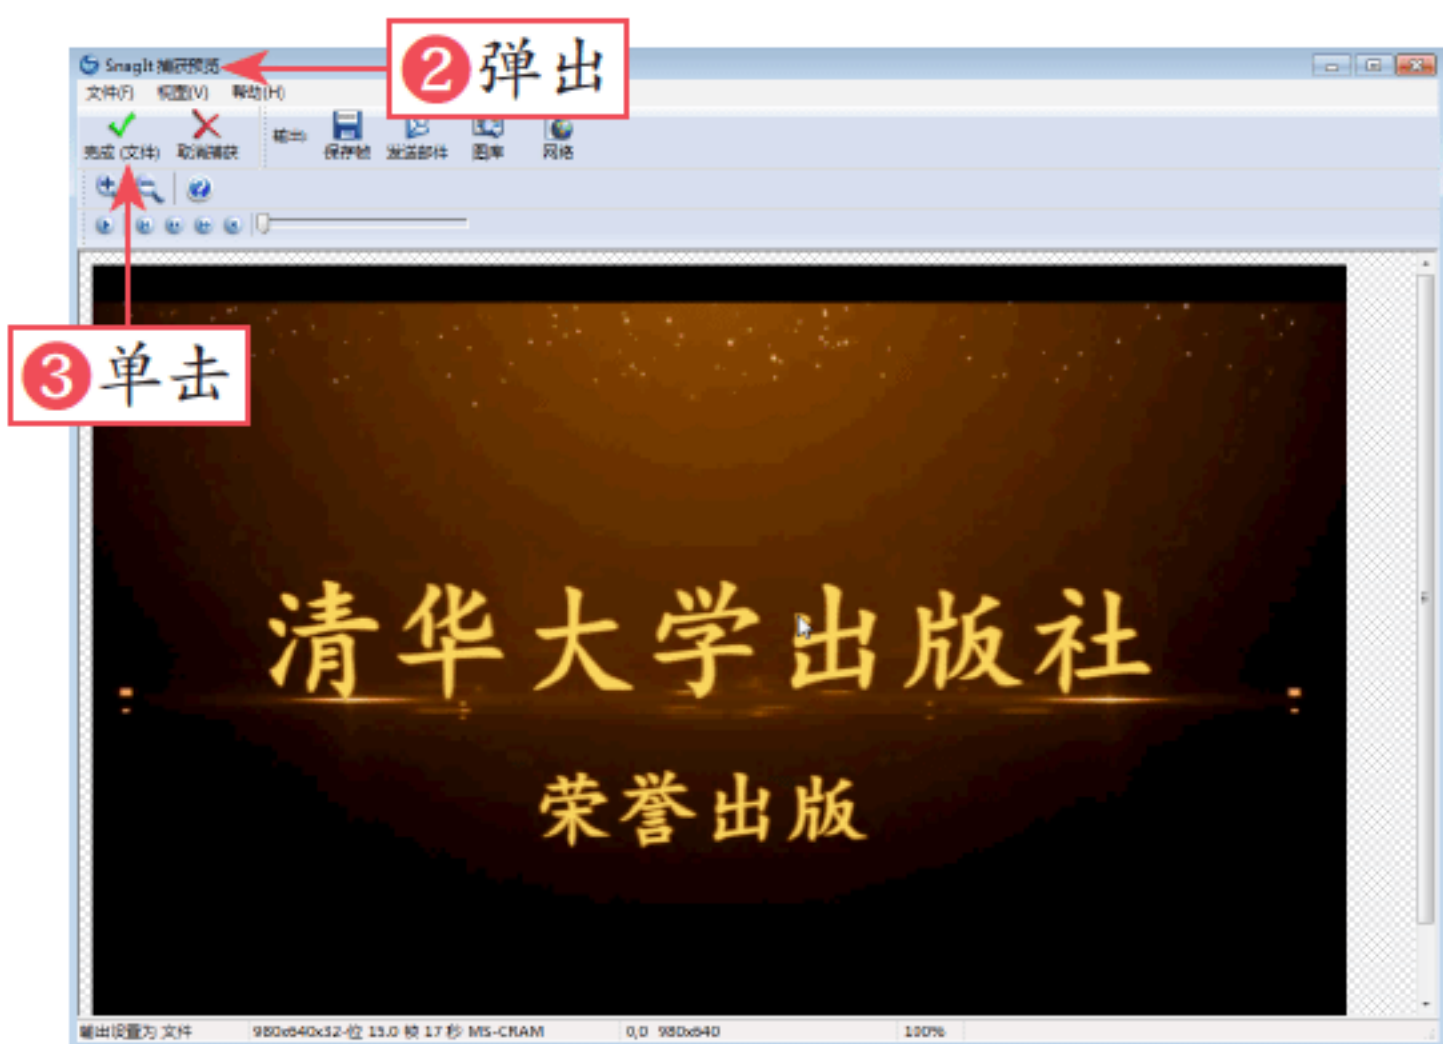 SnagIt 捕获预览
❷弹出
文件(F) 视图(V) 帮助(H)
完成 (文件) 取消捕获 输出: 保存帧 发送邮件 图库 网络
❸单击
清华大学出版社
荣誉出版
输出设置为 文件 980x640x32-位 15.0 帧 17 秒 MS-CRAM 0,0 980x640 100%